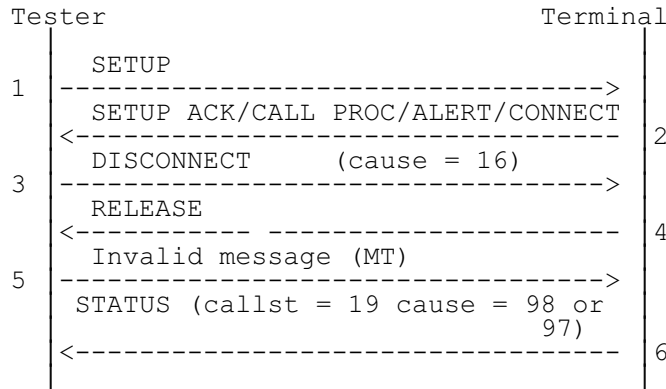 Tester Terminal
SETUP
1
SETUP ACK/CALL PROC/ALERT/CONNECT
2
DISCONNECT (cause = 16)
3
RELEASE
4
Invalid message (MT)
5
STATUS (callst = 19 cause = 98 or
97)
6